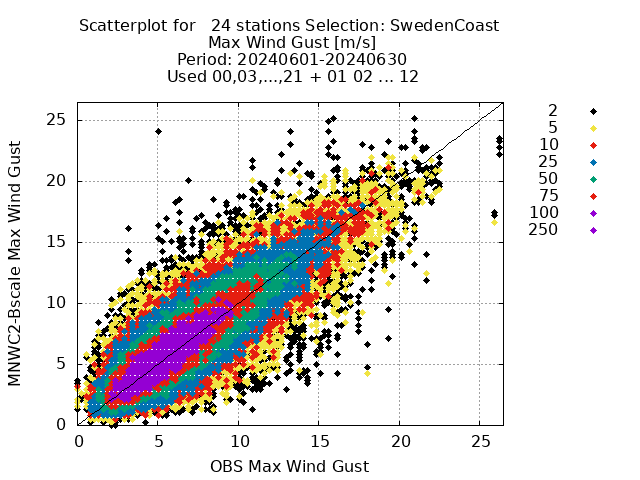 Scatterplot for   24 stations Selection: SwedenCoast
Max Wind Gust [m/s]
Period: 20240601-20240630
Used 00,03,...,21 + 01 02 ... 12
2
5
10
25
50
75
100
250
MNWC2-Bscale Max Wind Gust
25
20
15
10
5
0
0 5 10 15 20 25
OBS Max Wind Gust